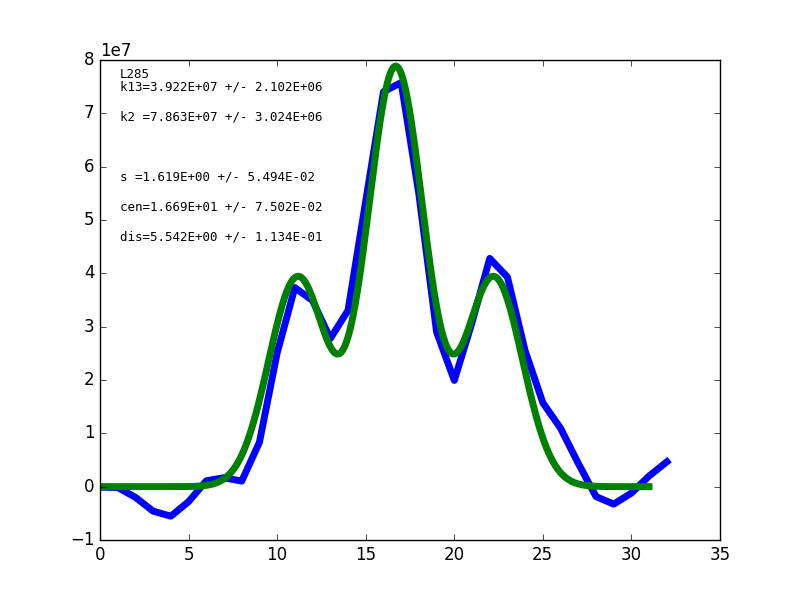 1e7
L285
k13=3.922E+07 +/- 2.102E+06
k2 =7.863E+07 +/- 3.024E+06
s =1.619E+00 +/- 5.494E-02
cen=1.669E+01 +/- 7.502E-02
dis=5.542E+00 +/- 1.134E-01
8
7
6
5
4
3
2
1
0
−1
0 5 10 15 20 25 30 35